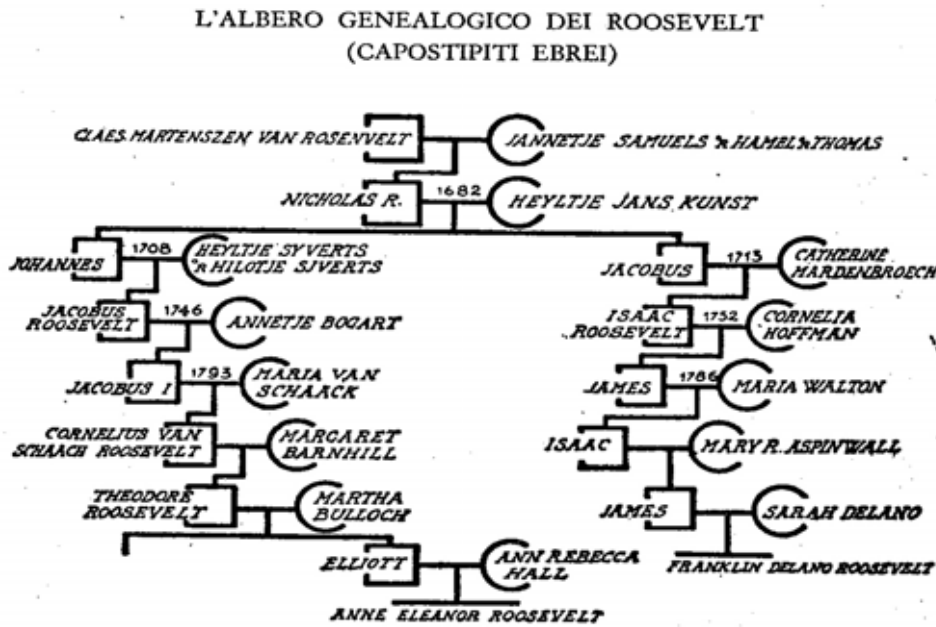 L'ALBERO GENEALOGICO DEI ROOSEVELT
(CAPOSTIPITI EBREI)
CLAES. MARTENSZEN VAN ROSENVELT
JANNETJE SAMUELS 'N HAMEL 'N THOMAS
NICHOLAS R.
1682
HEYLTJE JANS KUNST
JOHANNES
1708
HEYLTJE SYVERTS
'N HILOTJE SJVERTS
JACOBUS
1713
CATHERINE
MARDENBROECH
JACOBUS
ROOSEVELT
1746
ANNETJE BOGART
ISAAC
ROOSEVELT
1752
CORNELIA
HOFFMAN
JACOBUS I
1793
MARIA VAN
SCHAACK
JAMES
1786
MARIA WALTON
CORNELIUS VAN
SCHAACH ROOSEVELT
MARGARET
BARNHILL
ISAAC
MARY R. ASPINWALL
THEODORE
ROOSEVELT
MARTHA
BULLOCH
JAMES
SARAH DELANO
ELLIOTT
ANN REBECCA
HALL
FRANKLIN DELANO ROOSEVELT
ANNE ELEANOR ROOSEVELT